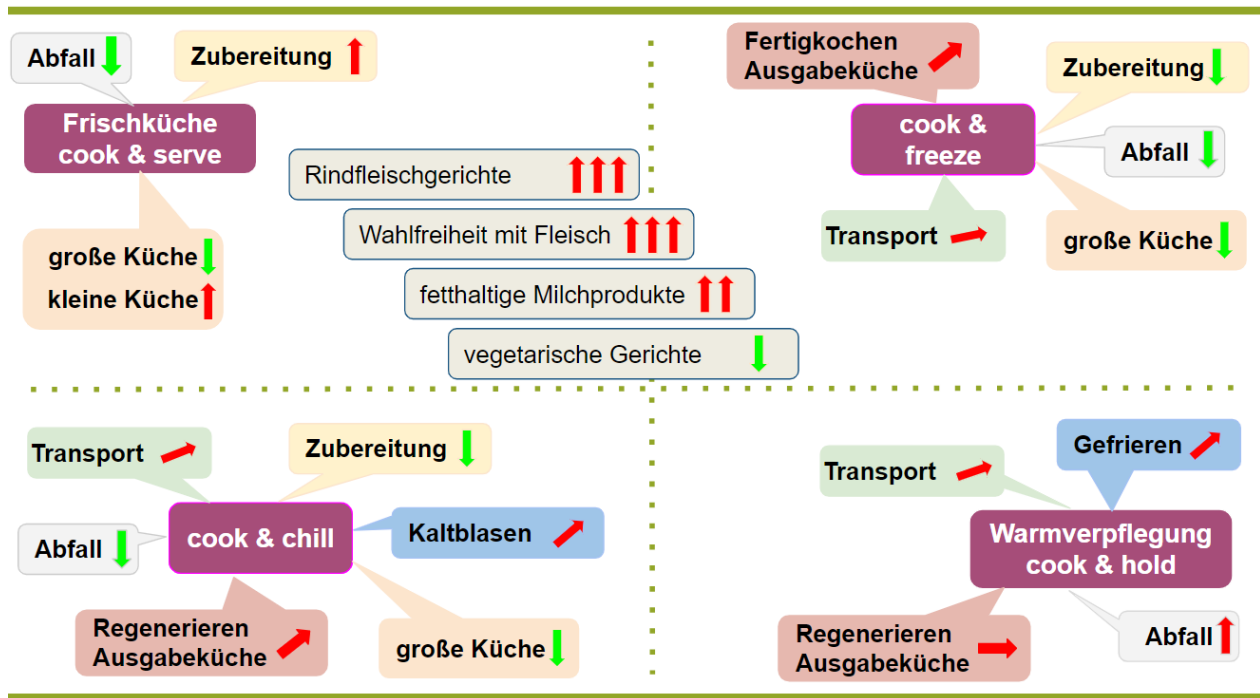 Abfall
Zubereitung
Frischküche
cook & serve
große Küche
kleine Küche
Rindfleischgerichte
Wahlfreiheit mit Fleisch
fetthaltige Milchprodukte
vegetarische Gerichte
Fertigkochen
Ausgabeküche
Zubereitung
cook &
freeze
Abfall
Transport
große Küche
Transport
Zubereitung
cook & chill
Kaltblasen
Abfall
Regenerieren
Ausgabeküche
große Küche
Gefrieren
Transport
Warmverpflegung
cook & hold
Regenerieren
Ausgabeküche
Abfall